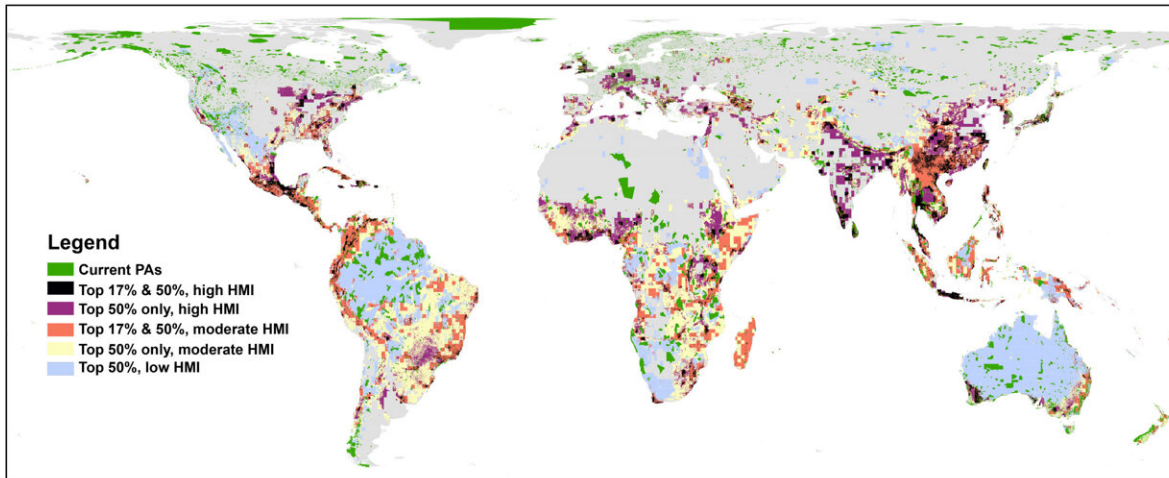 Legend
Current PAs
Top 17% & 50%, high HMI
Top 50% only, high HMI
Top 17% & 50%, moderate HMI
Top 50% only, moderate HMI
Top 50%, low HMI